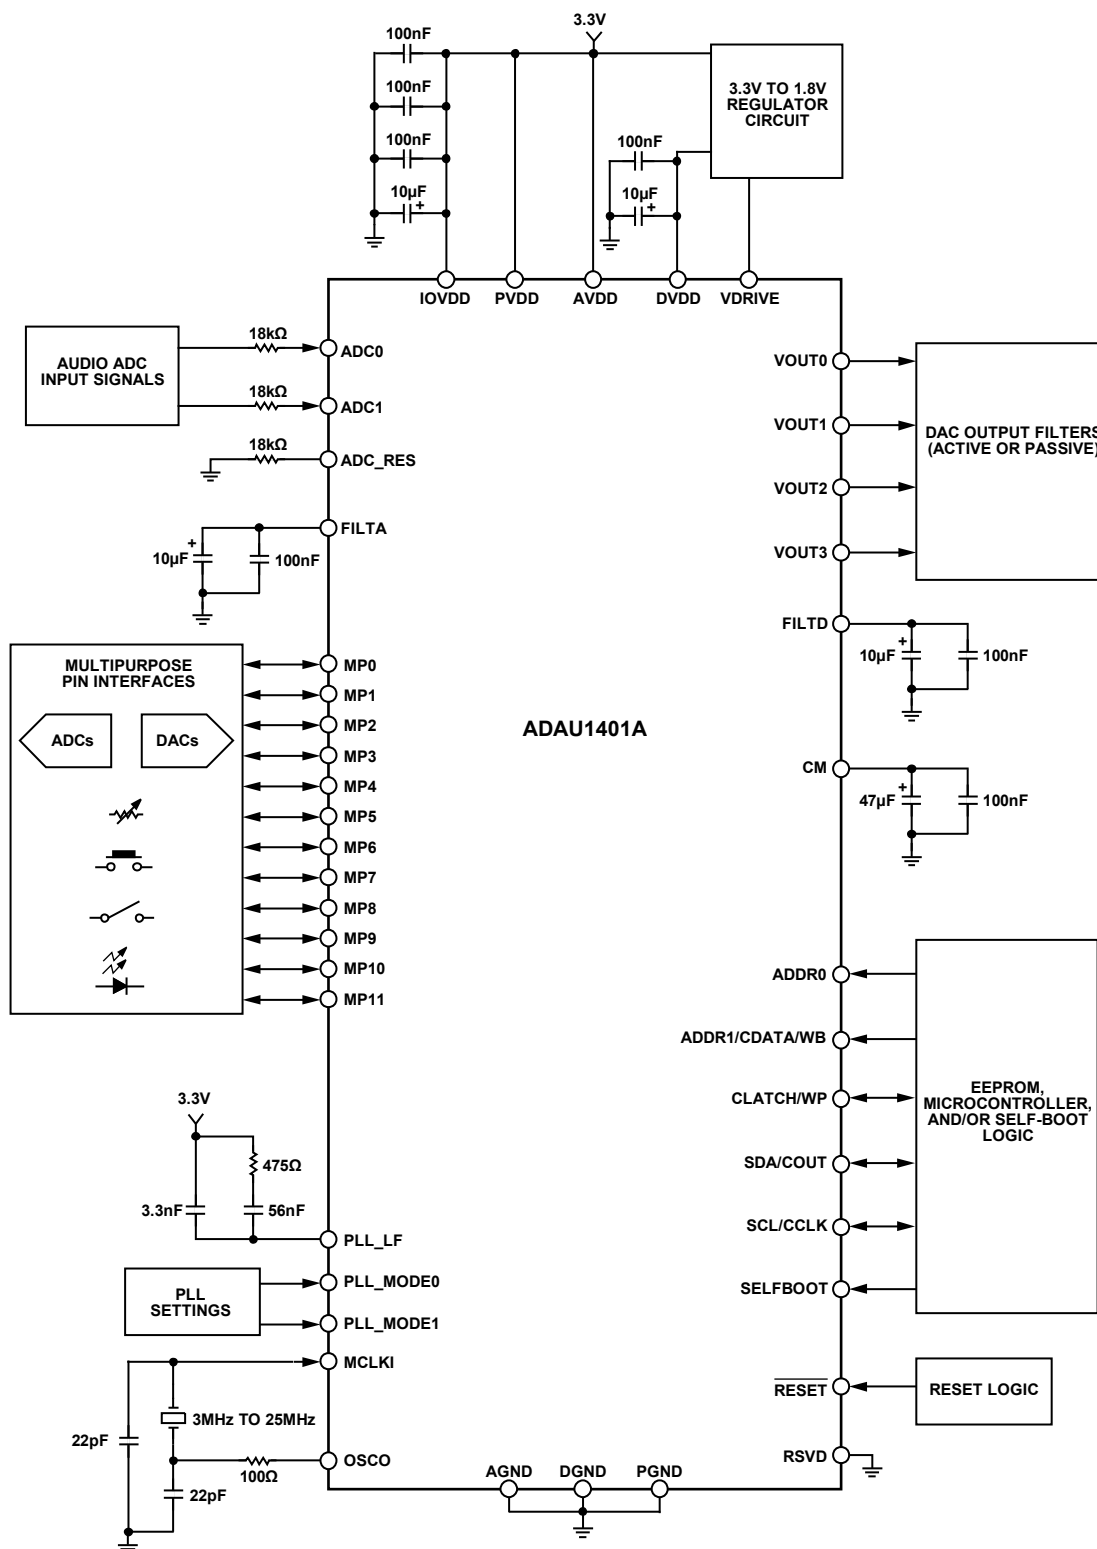 3.3V
100nF
100nF
100nF
10µF
+
3.3V TO 1.8V
REGULATOR
CIRCUIT
100nF
10µF
+
IOVDD
PVDD
AVDD
DVDD
VDRIVE
AUDIO ADC
INPUT SIGNALS
18kΩ
ADC0
18kΩ
ADC1
18kΩ
ADC_RES
FILTA
+
10µF
100nF
VOUT0
VOUT1
VOUT2
VOUT3
DAC OUTPUT FILTERS
(ACTIVE OR PASSIVE)
FILTD
+
10µF
100nF
CM
+
47µF
100nF
MULTIPURPOSE
PIN INTERFACES
ADCs
DACs
MP0
MP1
MP2
MP3
MP4
MP5
MP6
MP7
MP8
MP9
MP10
MP11
ADAU1401A
ADDR0
ADDR1/CDATA/WB
CLATCH/WP
SDA/COUT
SCL/CCLK
SELFBOOT
EEPROM,
MICROCONTROLLER,
AND/OR SELF-BOOT
LOGIC
3.3V
475Ω
3.3nF
56nF
PLL_LF
PLL
SETTINGS
PLL_MODE0
PLL_MODE1
MCLKI
3MHz TO 25MHz
22pF
100Ω
OSCO
22pF
RESET
RESET LOGIC
RSVD
AGND
DGND
PGND